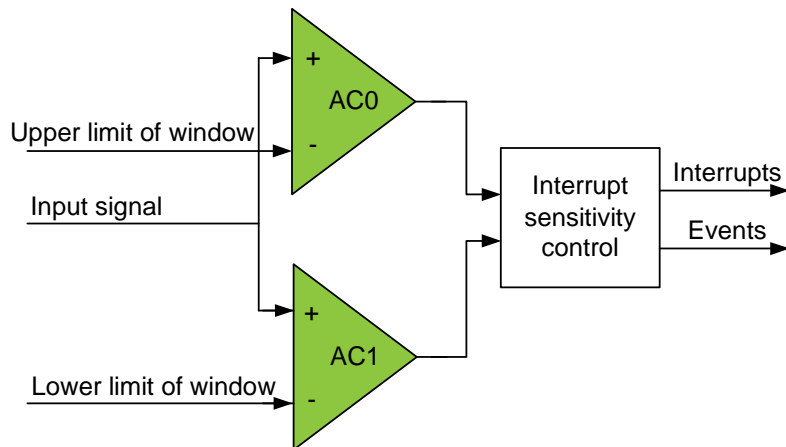 +
AC0
-
Upper limit of window
Input signal
Interrupt
sensitivity
control
Interrupts
Events
+
AC1
-
Lower limit of window